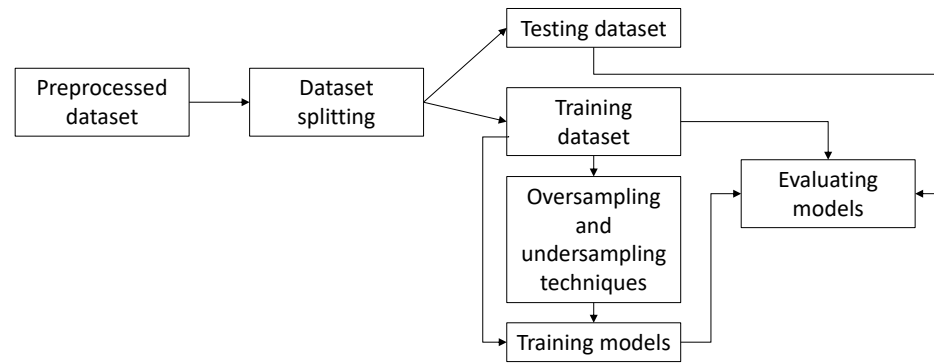 Preprocessed
dataset
Dataset
splitting
Testing dataset
Training
dataset
Oversampling
and
undersampling
techniques
Training models
Evaluating
models